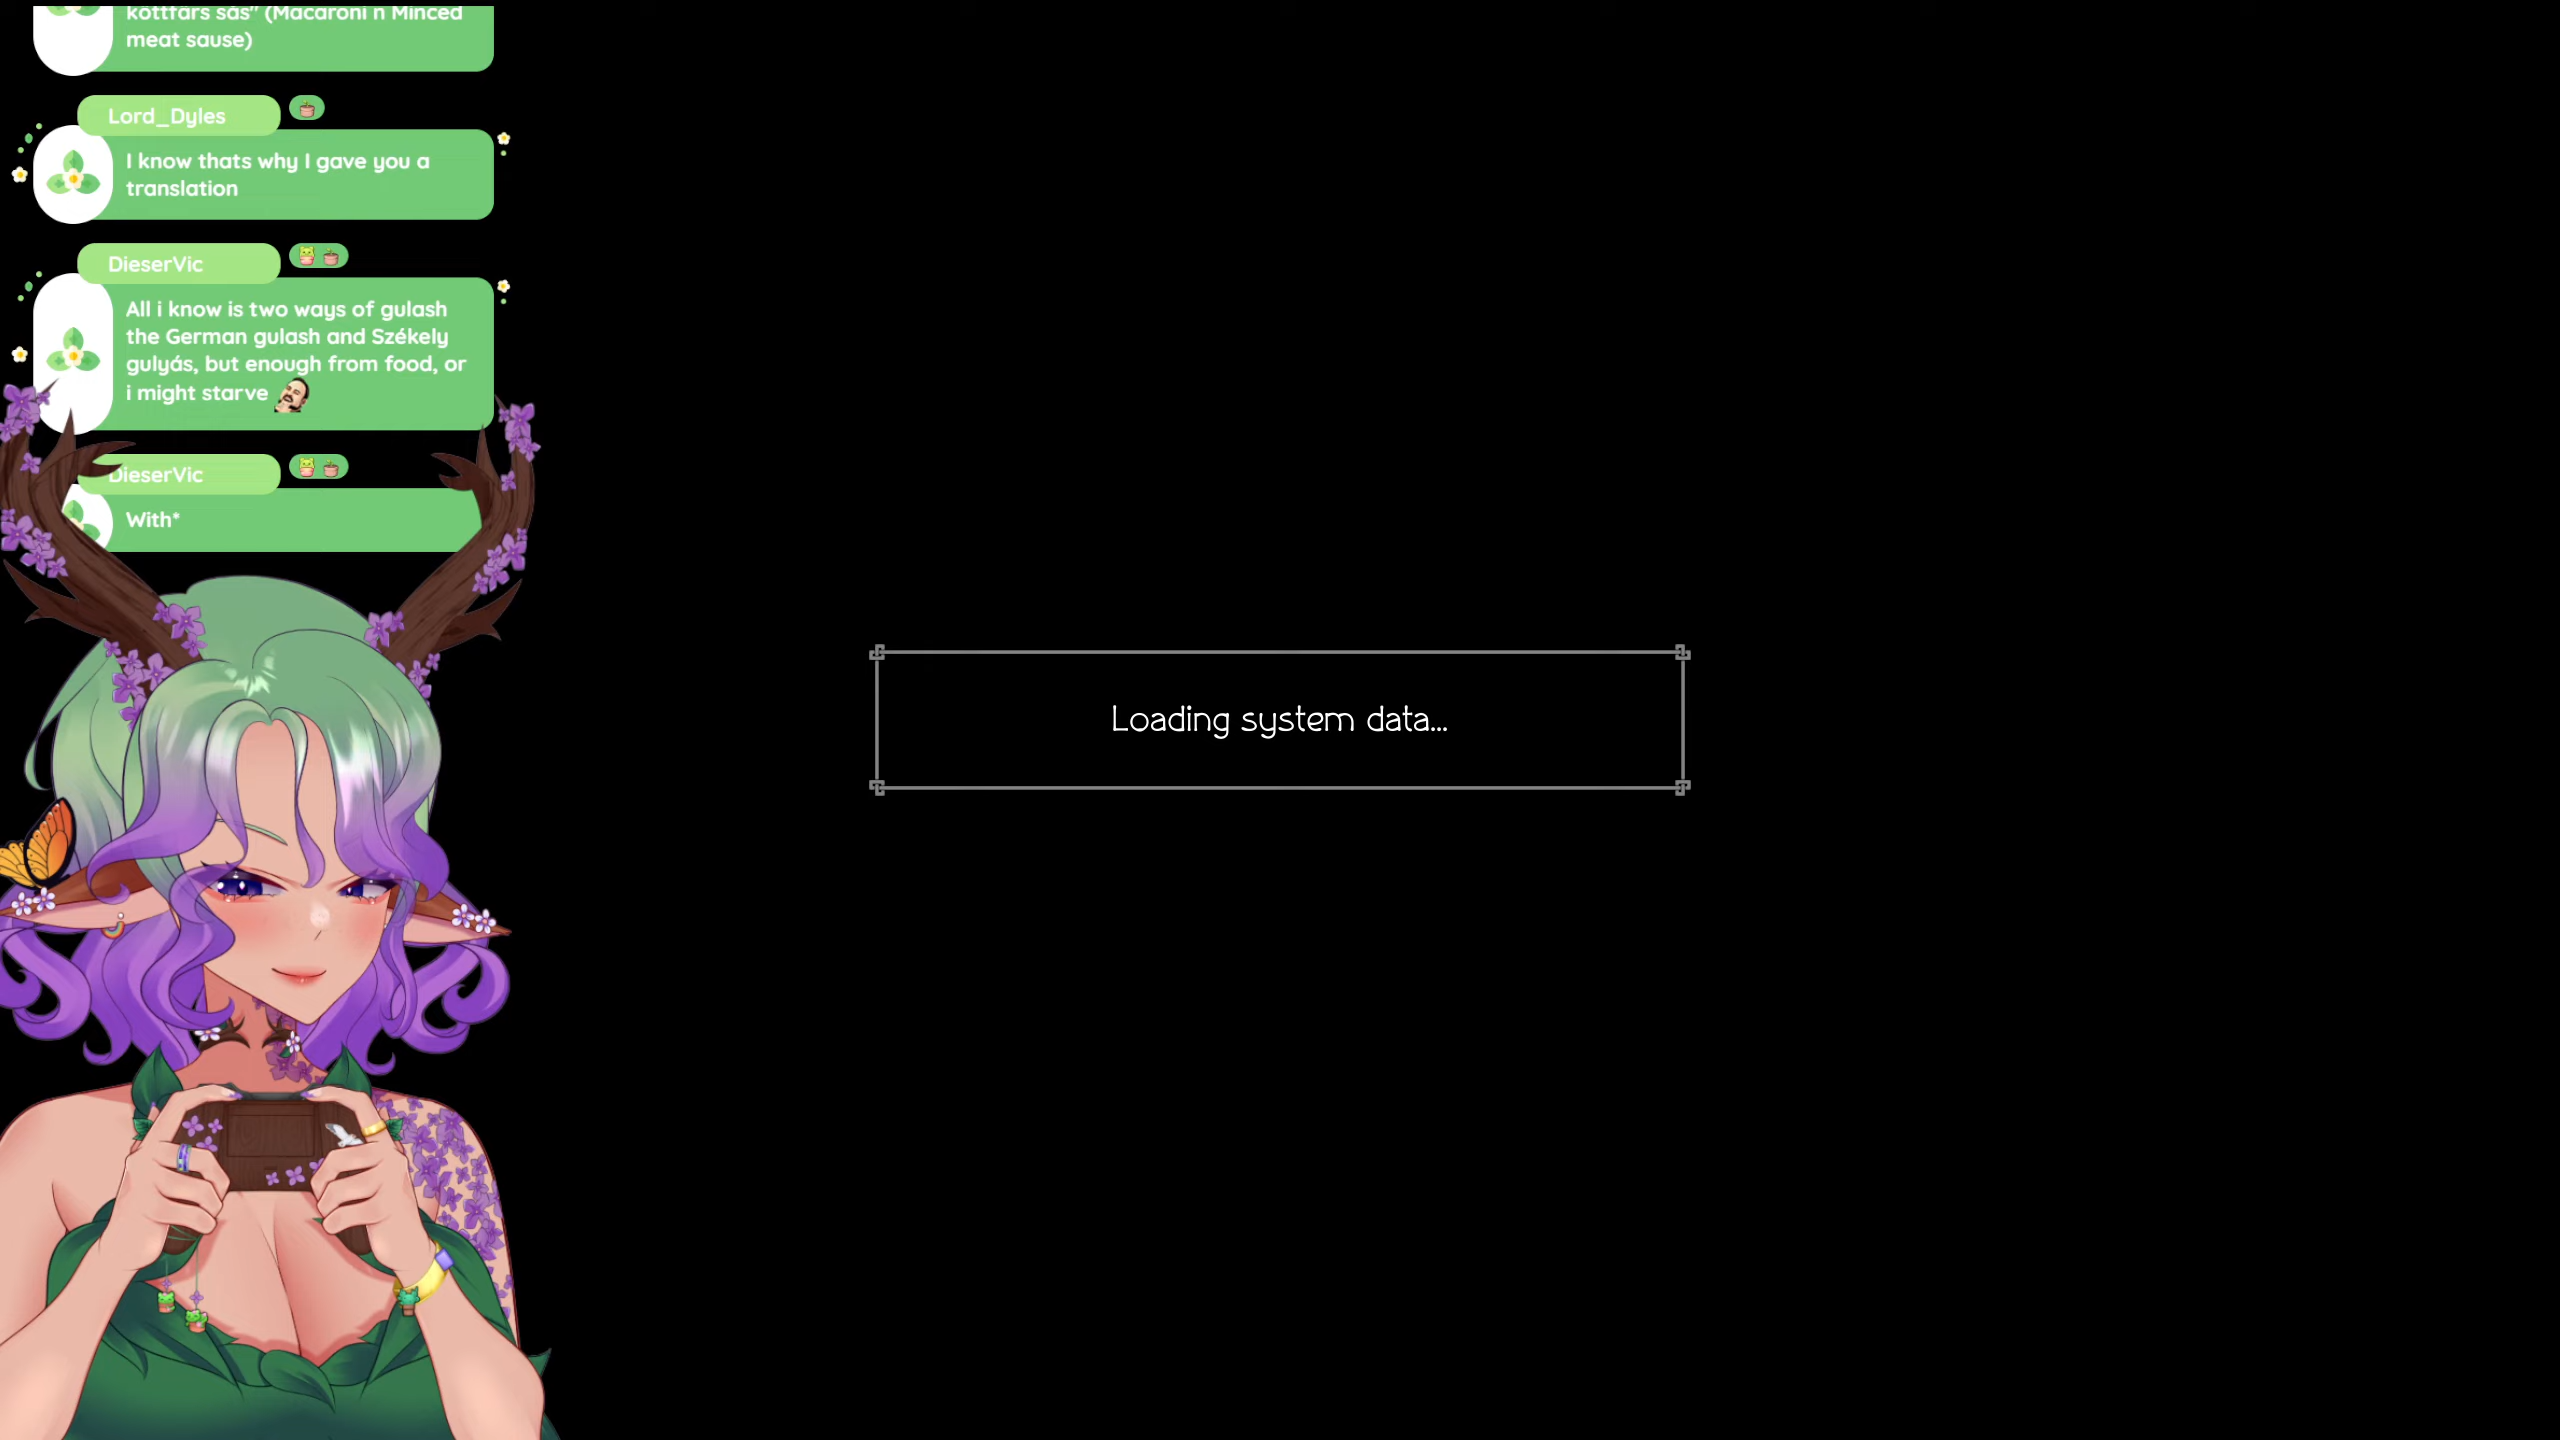 köttfärs sås" (Macaroni n Minced
meat sause)
Lord_Dyles
I know thats why I gave you a
translation
DieserVic
All i know is two ways of gulash
the German gulash and Székely
gulyás, but enough from food, or
i might starve
DieserVic
With*
Loading system data...